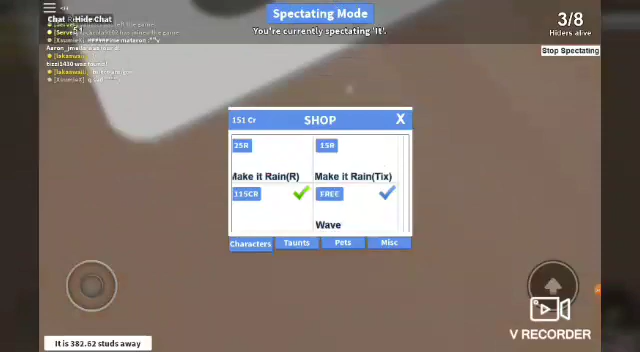 Chat Hide Chat
Spectating Mode
You're currently spectating 'It'.
3/8
Hiders alive
Stop Spectating
151 Cr
SHOP
X
25R
15R
Make it Rain(R)
Make it Rain(Tix)
115CR
FREE
Wave
Characters
Taunts
Pets
Misc
V RECORDER
It is 382.62 studs away